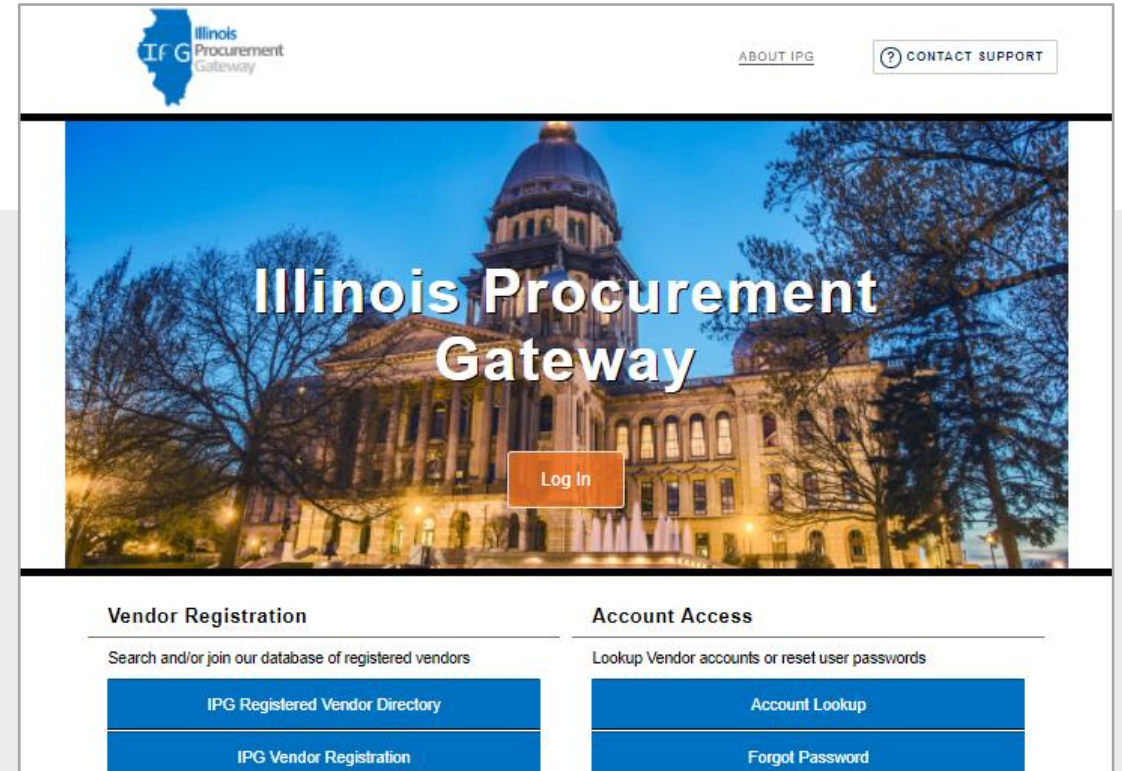 IPG
Illinois
Procurement
Gateway
ABOUT IPG
? CONTACT SUPPORT
Illinois Procurement
Gateway
Log In
Vendor Registration
Search and/or join our database of registered vendors
IPG Registered Vendor Directory
IPG Vendor Registration
Account Access
Lookup Vendor accounts or reset user passwords
Account Lookup
Forgot Password